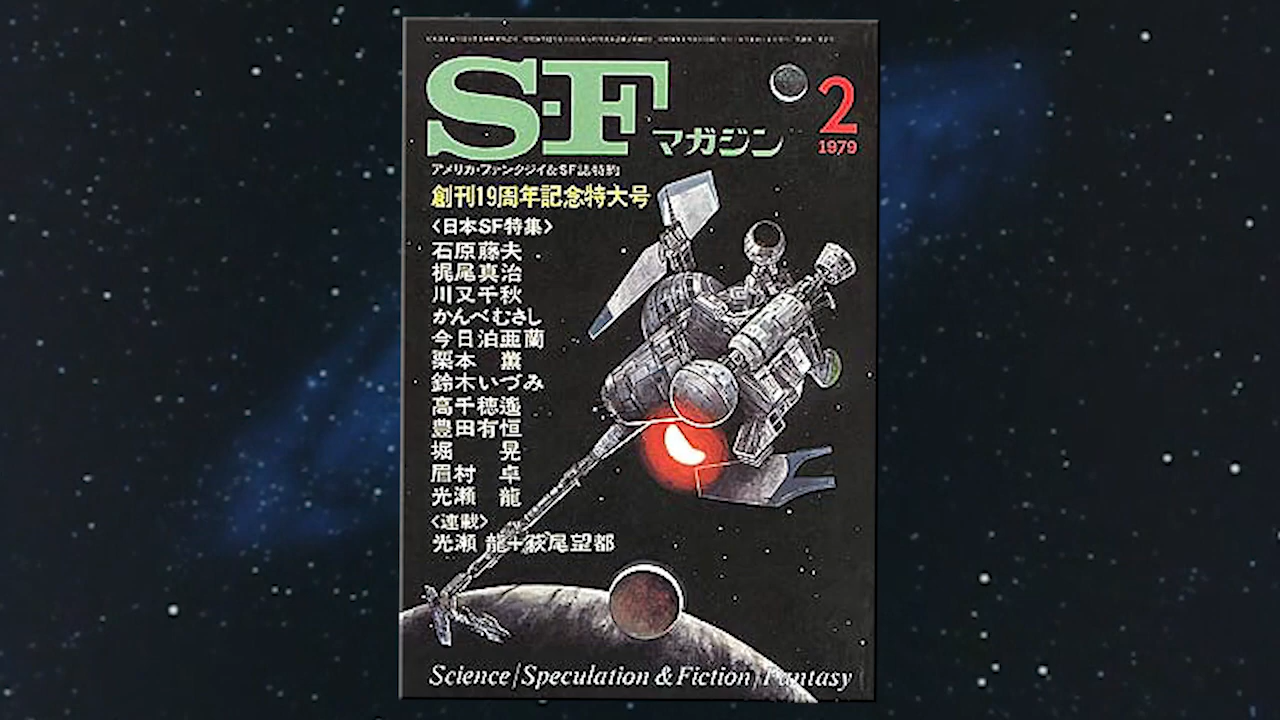 S-Fマガジン
2
1979
アメリカ・ファンタジイ&SF誌特約
創刊19周年記念特大号
〈日本SF特集〉
石原藤夫
梶尾真治
川又千秋
かんべむさし
今日泊亜蘭
栗本 薫
鈴木いづみ
高千穂遙
豊田有恒
堀 晃
眉村 卓
光瀬 龍
〈連載〉
光瀬 龍+萩尾望都
Science/Speculation & Fiction/Fantasy